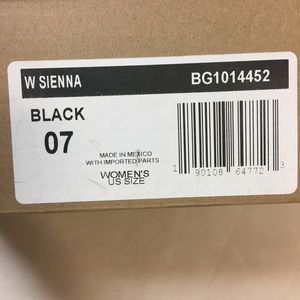 W SIENNA BG1014452
BLACK
07
MADE IN MEXICO
WITH IMPORTED PARTS
WOMEN'S
US SIZE
1 90108 64772 3